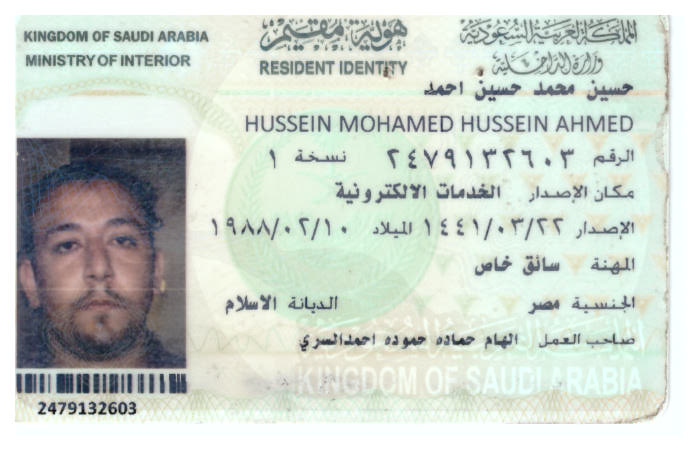 KINGDOM OF SAUDI ARABIA
MINISTRY OF INTERIOR
هوية مقيم
RESIDENT IDENTITY
المملكة العربية السعودية
وزارة الداخلية
حسين محمد حسين احمد
HUSSEIN MOHAMED HUSSEIN AHMED
الرقم ٢٤٧٩١٣٢٦٠٣ نسخة ١
مكان الإصدار الخدمات الالكترونية
الإصدار ١٤٤١/٠٣/٢٢ الميلاد ١٩٨٨/٠٢/١٠
المهنة سائق خاص
الجنسية مصر الديانة الاسلام
صاحب العمل الهام حماده حموده احمدالسري
KINGDOM OF SAUDI ARABIA
2479132603